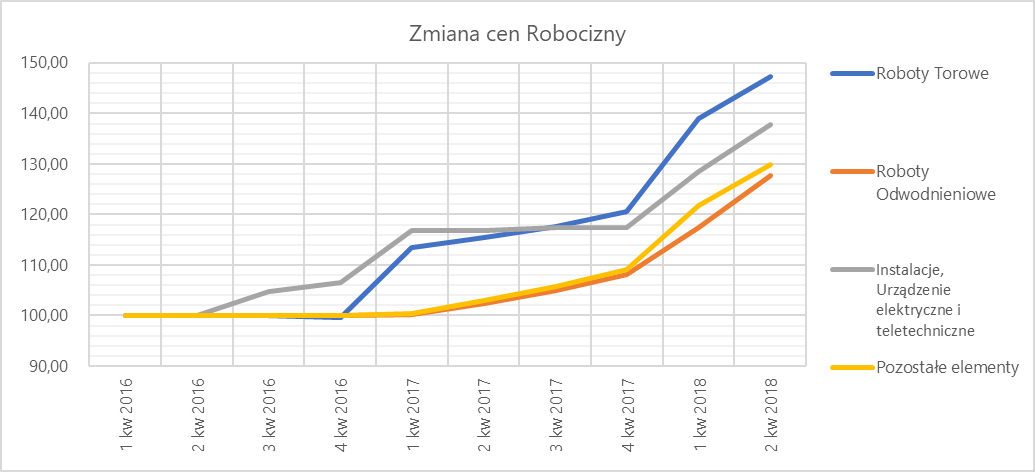 Zmiana cen Robocizny
150,00
140,00
130,00
120,00
110,00
100,00
90,00
1 kw 2016
2 kw 2016
3 kw 2016
4 kw 2016
1 kw 2017
2 kw 2017
3 kw 2017
4 kw 2017
1 kw 2018
2 kw 2018
Roboty Torowe
Roboty
Odwodnieniowe
Instalacje,
Urządzenie
elektryczne i
teletechniczne
Pozostałe elementy